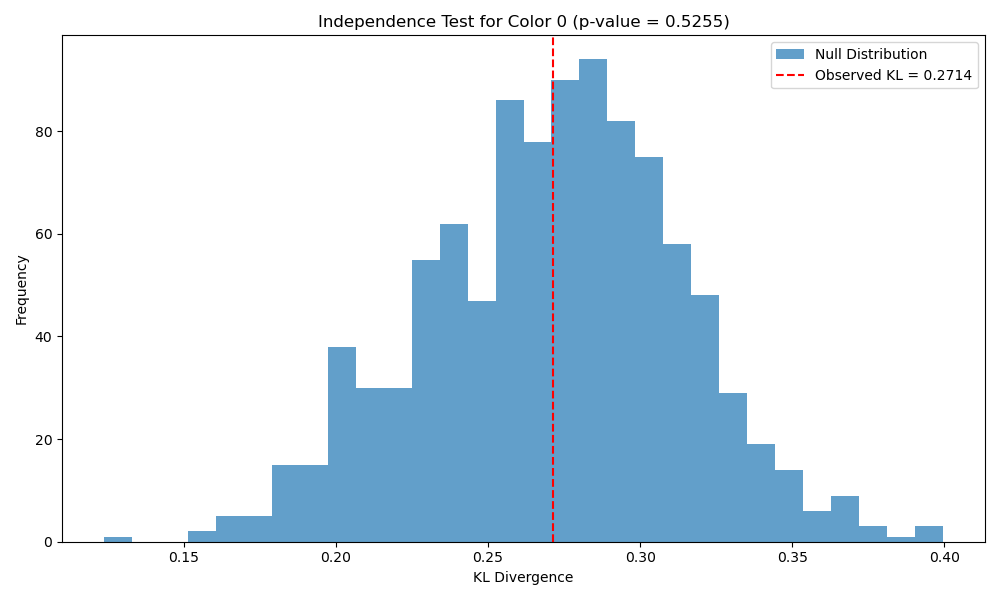 Independence Test for Color 0 (p-value = 0.5255)
Null Distribution
Observed KL = 0.2714
Frequency
80
60
40
20
0
0.15 0.20 0.25 0.30 0.35 0.40
KL Divergence